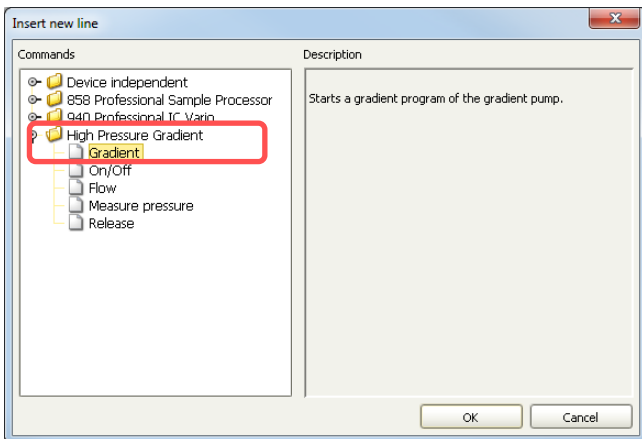 Insert new line
Commands
Description
Device independent
858 Professional Sample Processor
940 Professional IC Vario
High Pressure Gradient
Gradient
On/Off
Flow
Measure pressure
Release
Starts a gradient program of the gradient pump.
OK
Cancel